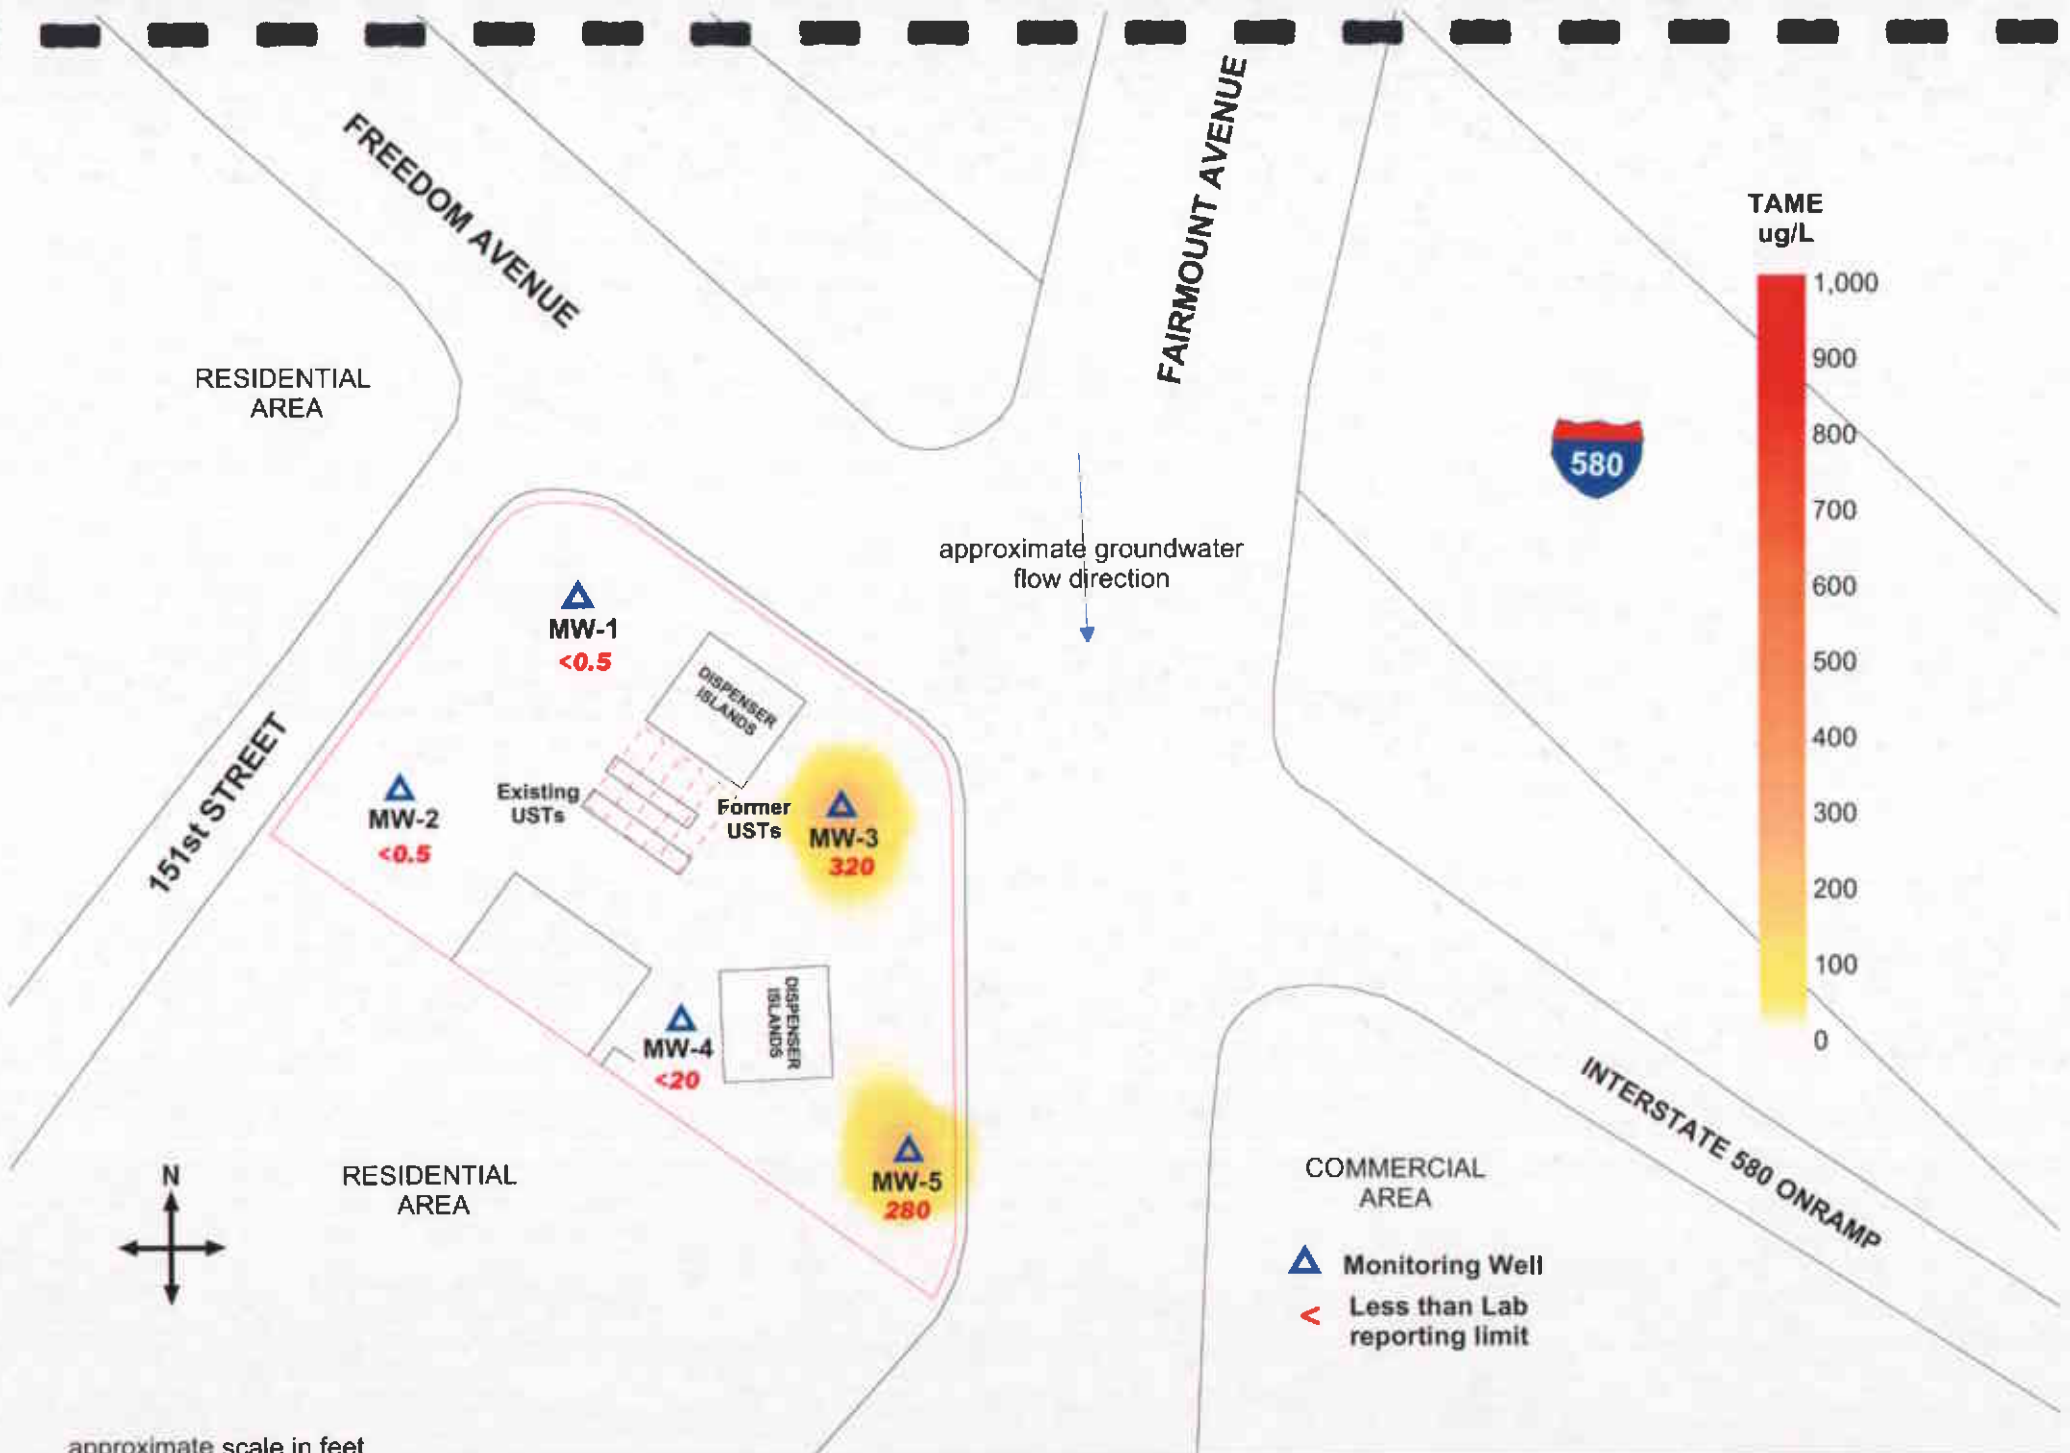 FREEDOM AVENUE
FAIRMOUNT AVENUE
TAME
ug/L
1,000
900
800
700
600
500
400
300
200
100
0
RESIDENTIAL
AREA
580
approximate groundwater
flow direction
MW-1
<0.5
DISPENSER
ISLANDS
151st STREET
MW-2
<0.5
Existing
USTs
Former
USTs
MW-3
320
MW-4
<20
DISPENSER
ISLANDS
MW-5
280
INTERSTATE 580 ONRAMP
N
RESIDENTIAL
AREA
COMMERCIAL
AREA
Monitoring Well
< Less than Lab
reporting limit
approximate scale in feet